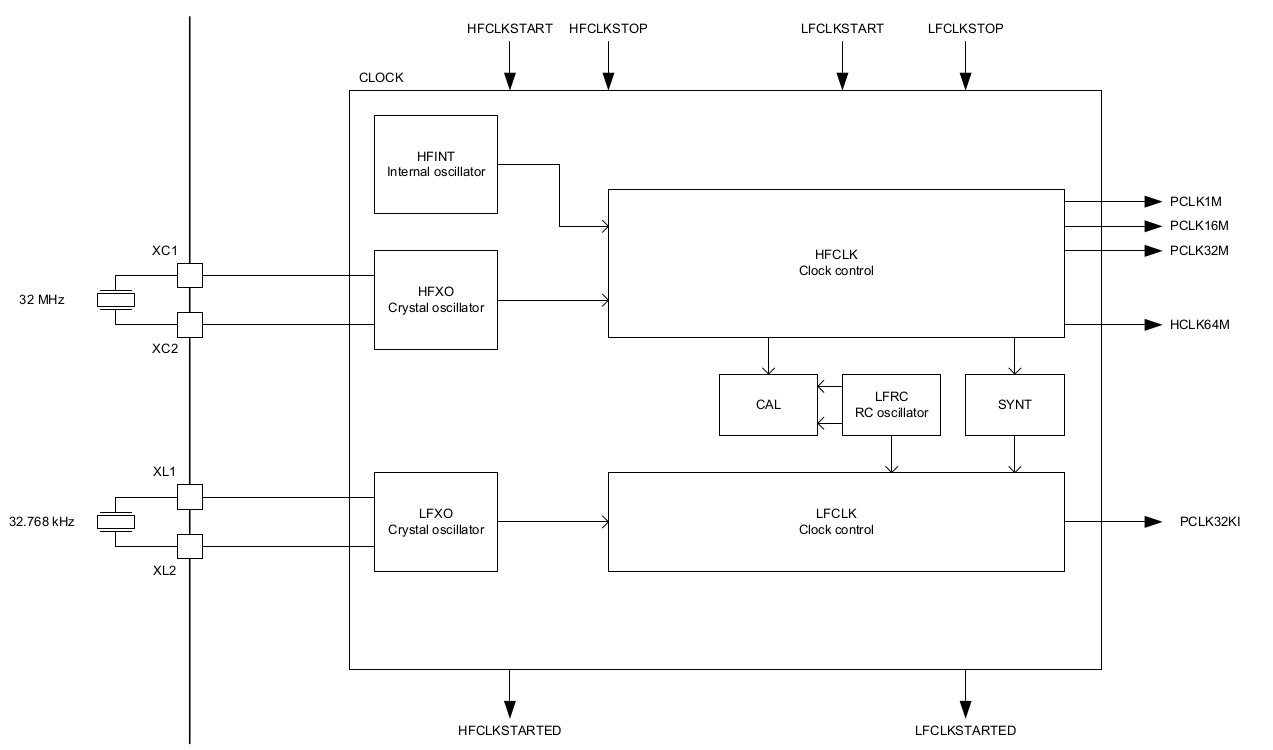 HFCLKSTART
HFCLKSTOP
LFCLKSTART
LFCLKSTOP
CLOCK
HFINT
Internal oscillator
PCLK1M
PCLK16M
PCLK32M
HCLK64M
HFCLK
Clock control
XC1
32 MHz
XC2
HFXO
Crystal oscillator
CAL
LFRC
RC oscillator
SYNT
XL1
32.768 kHz
XL2
LFXO
Crystal oscillator
LFCLK
Clock control
PCLK32KI
HFCLKSTARTED
LFCLKSTARTED